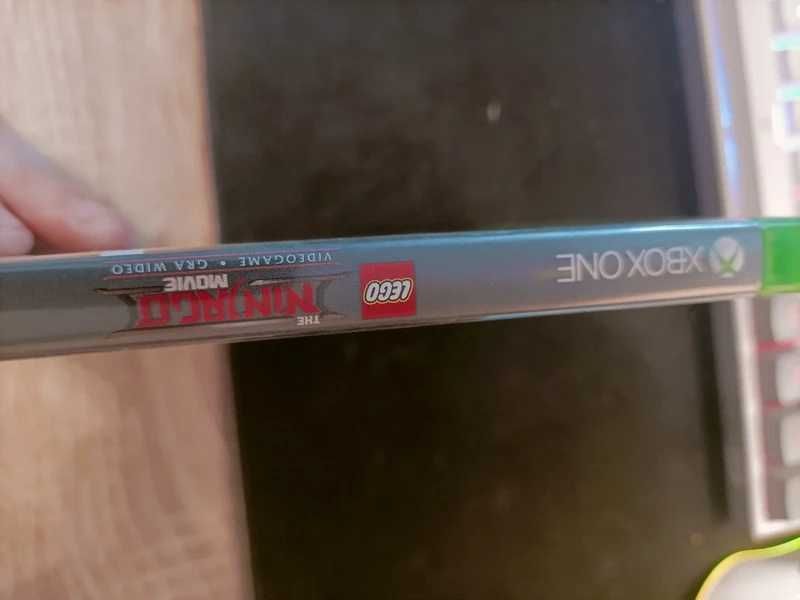 XBOX ONE
LEGO
THE
NINJAGO
MOVIE
VIDEOGAME • GRA WIDEO